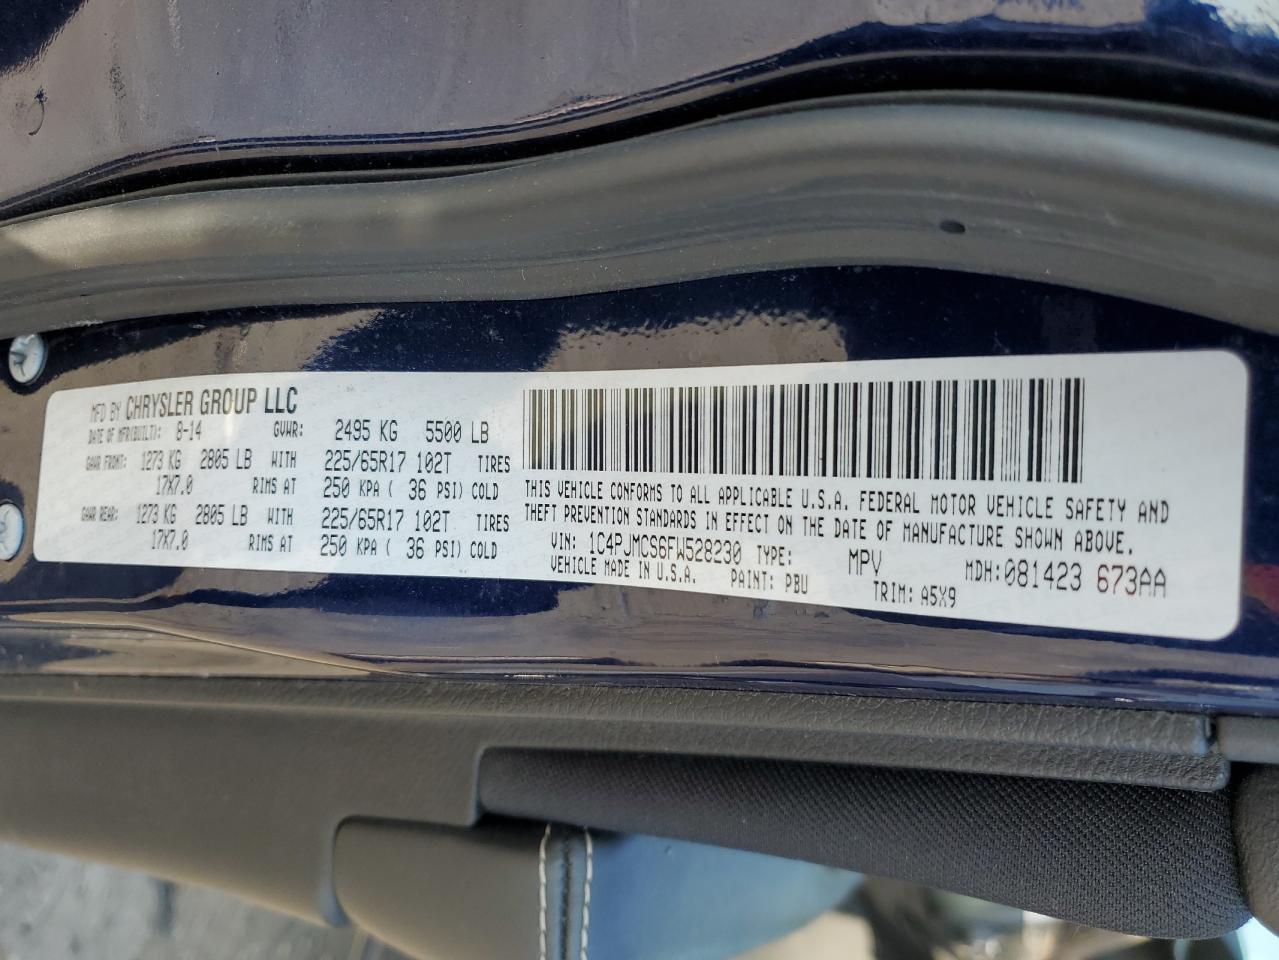 MFD BY CHRYSLER GROUP LLC
DATE OF MFR(BUILT): 8-14 GVWR: 2495 KG 5500 LB
GAWR FRONT: 1273 KG 2805 LB WITH 225/65R17 102T TIRES
17X7.0 RIMS AT 250 KPA ( 36 PSI) COLD
GAWR REAR: 1273 KG 2805 LB WITH 225/65R17 102T TIRES
17X7.0 RIMS AT 250 KPA ( 36 PSI) COLD
THIS VEHICLE CONFORMS TO ALL APPLICABLE U.S.A. FEDERAL MOTOR VEHICLE SAFETY AND
THEFT PREVENTION STANDARDS IN EFFECT ON THE DATE OF MANUFACTURE SHOWN ABOVE.
VIN: 1C4PJMCS6FW528230 TYPE: MPV MDH: 081423 673AA
VEHICLE MADE IN U.S.A. PAINT: PBU TRIM: A5X9